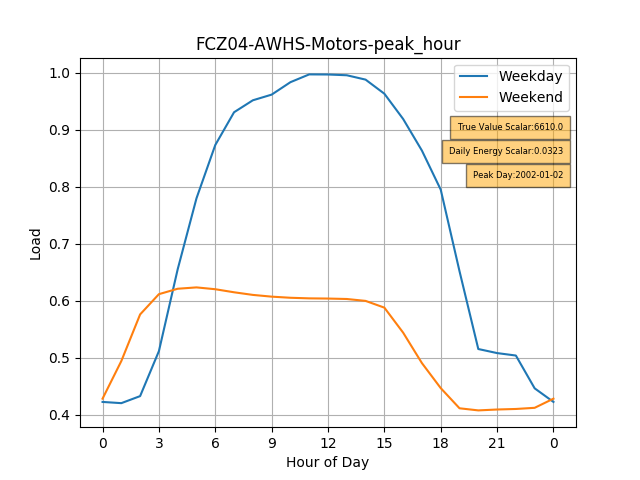 FCZ04-AWHS-Motors-peak_hour
Weekday
Weekend
True Value Scalar:6610.0
Daily Energy Scalar:0.0323
Peak Day:2002-01-02
Load
1.0
0.9
0.8
0.7
0.6
0.5
0.4
0 3 6 9 12 15 18 21 0
Hour of Day